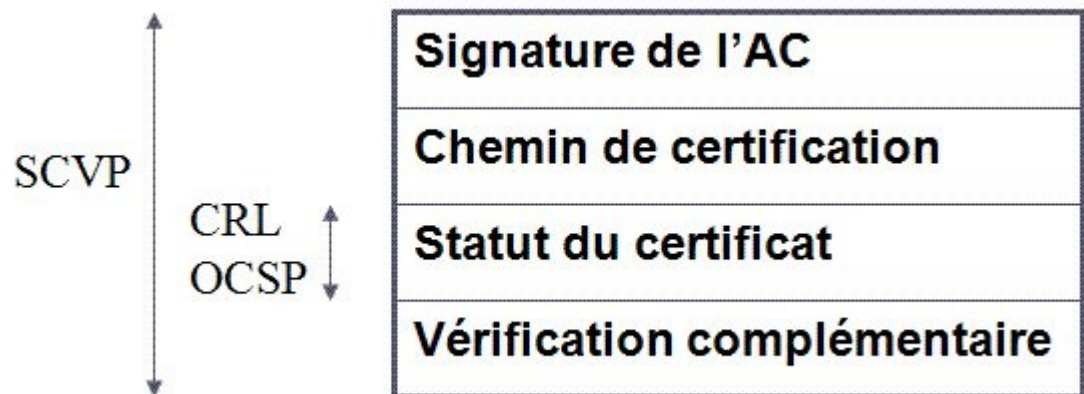 Signature de l’AC
Chemin de certification
SCVP
CRL
OCSP
Statut du certificat
Vérification complémentaire